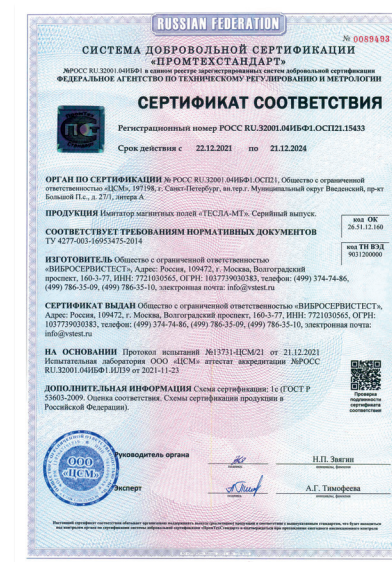 RUSSIAN FEDERATION
№ 0089493
СИСТЕМА ДОБРОВОЛЬНОЙ СЕРТИФИКАЦИИ
«ПРОМТЕХСТАНДАРТ»
№РОСС RU.32001.04ИБФ1 в едином реестре зарегистрированных систем добровольной сертификации
ФЕДЕРАЛЬНОЕ АГЕНТСТВО ПО ТЕХНИЧЕСКОМУ РЕГУЛИРОВАНИЮ И МЕТРОЛОГИИ
СЕРТИФИКАТ СООТВЕТСТВИЯ
Регистрационный номер РОСС RU.32001.04ИБФ1.ОСП21.15433
Срок действия с 22.12.2021 по 21.12.2024
ОРГАН ПО СЕРТИФИКАЦИИ № РОСС RU.32001.04ИБФ1.ОСП21, Общество с ограниченной
ответственностью «ЦСМ», 197198, г. Санкт-Петербург, вн.тер.г. Муниципальный округ Введенский, пр-кт
Большой П.с., д. 27/1, литера А
ПРОДУКЦИЯ Имитатор магнитных полей «ТЕСЛА-МТ». Серийный выпуск.
код ОК
26.51.12.160
СООТВЕТСТВУЕТ ТРЕБОВАНИЯМ НОРМАТИВНЫХ ДОКУМЕНТОВ
ТУ 4277-003-16953475-2014
код ТН ВЭД
9031200000
ИЗГОТОВИТЕЛЬ Общество с ограниченной ответственностью
«ВИБРОСЕРВИСТЕСТ», Адрес: Россия, 109472, г. Москва, Волгоградский
проспект, 160-3-77, ИНН: 7721035565, ОГРН: 1037739030383, телефон: (499) 374-74-86,
(499) 786-35-09, (499) 786-35-10, электронная почта: info@vstest.ru
СЕРТИФИКАТ ВЫДАН Общество с ограниченной ответственностью «ВИБРОСЕРВИСТЕСТ»,
Адрес: Россия, 109472, г. Москва, Волгоградский проспект, 160-3-77, ИНН: 7721035565, ОГРН:
1037739030383, телефон: (499) 374-74-86, (499) 786-35-09, (499) 786-35-10, электронная почта:
info@vstest.ru
НА ОСНОВАНИИ Протокол испытаний №13731-ЦСМ/21 от 21.12.2021
Испытательная лаборатория ООО «ЦСМ» аттестат аккредитации №РОСС
RU.32001.04ИБФ1.ИЛ39 от 2021-11-23
Проверка
подлинности
сертификата
соответствия
ДОПОЛНИТЕЛЬНАЯ ИНФОРМАЦИЯ Схема сертификации: 1с (ГОСТ Р
53603-2009. Оценка соответствия. Схемы сертификации продукции в
Российской Федерации).
ООО
«ЦСМ»
Руководитель органа
Н.П. Звягин
Эксперт
А.Г. Тимофеева